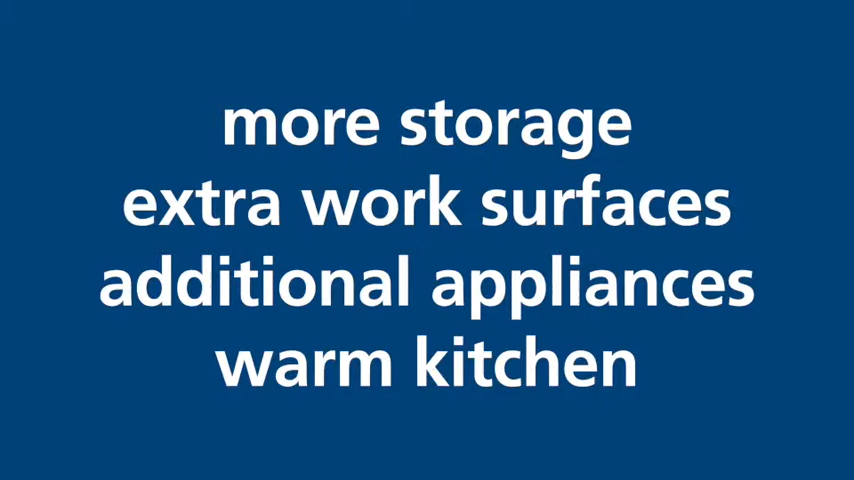 more storage
extra work surfaces
additional appliances
warm kitchen